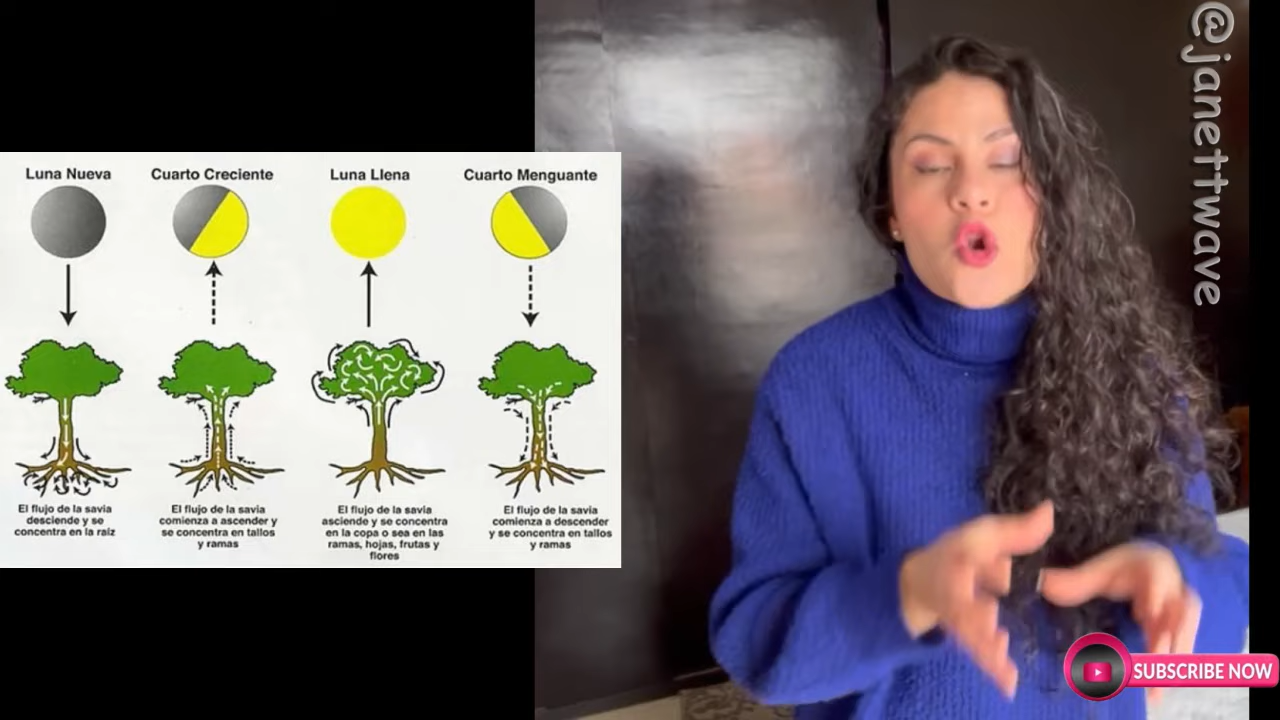 Luna Nueva
Cuarto Creciente
Luna Llena
Cuarto Menguante
El flujo de la savia
desciende y se
concentra en la raíz
El flujo de la savia
comienza a ascender y
se concentra en tallos
y ramas
El flujo de la savia
asciende y se concentra
en la copa o sea en las
ramas, hojas, frutas y
flores
El flujo de la savia
comienza a descender
y se concentra en tallos
y ramas
@janettwave
SUBSCRIBE NOW